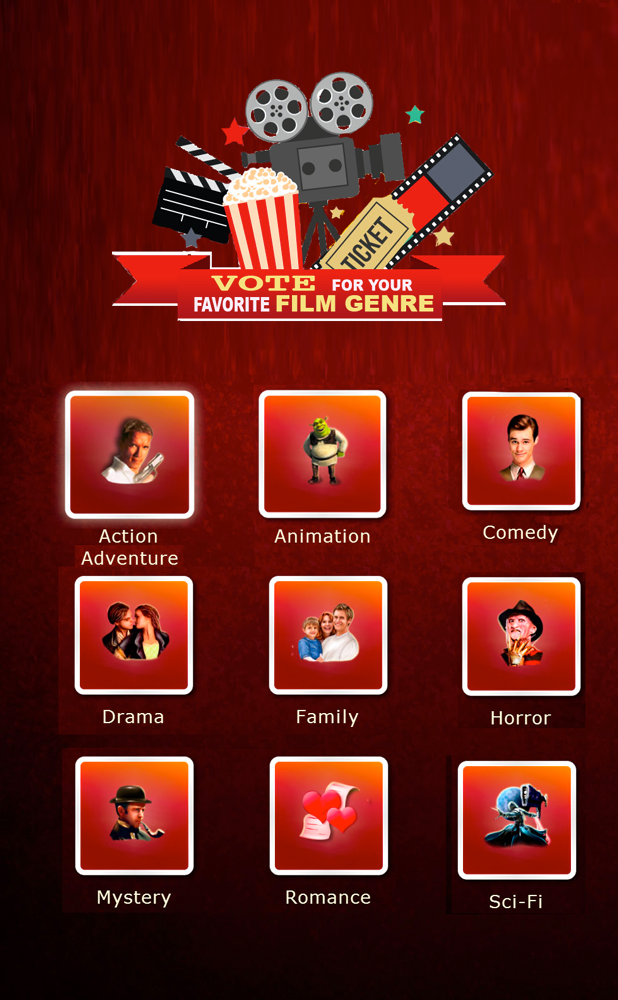 TICKET
VOTE FOR YOUR
FAVORITE FILM GENRE
Action
Adventure
Animation
Comedy
Drama
Family
Horror
Mystery
Romance
Sci-Fi